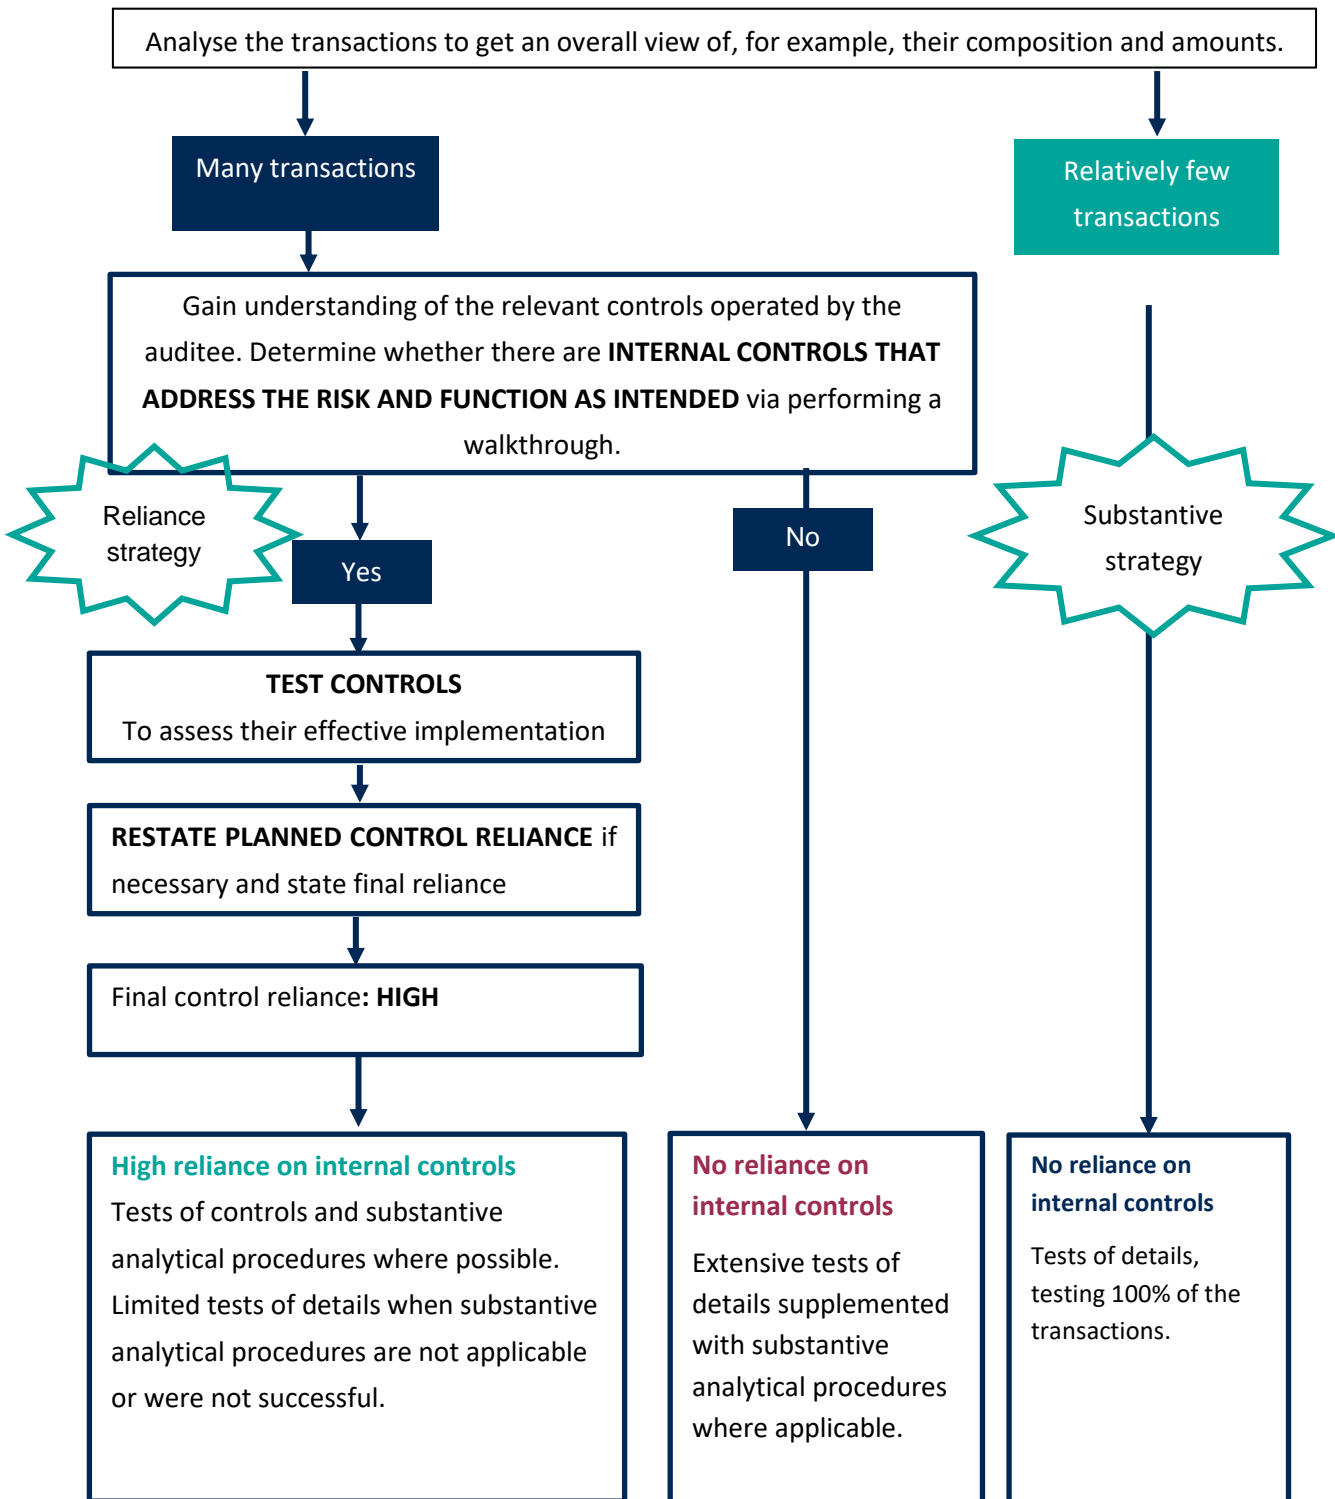 Analyse the transactions to get an overall view of, for example, their composition and amounts.
Many transactions
Relatively few
transactions
Gain understanding of the relevant controls operated by the
auditee. Determine whether there are INTERNAL CONTROLS THAT
ADDRESS THE RISK AND FUNCTION AS INTENDED via performing a
walkthrough.
Reliance
strategy
Yes
No
Substantive
strategy
TEST CONTROLS
To assess their effective implementation
RESTATE PLANNED CONTROL RELIANCE if
necessary and state final reliance
Final control reliance: HIGH
High reliance on internal controls
Tests of controls and substantive
analytical procedures where possible.
Limited tests of details when substantive
analytical procedures are not applicable
or were not successful.
No reliance on
internal controls
Extensive tests of
details supplemented
with substantive
analytical procedures
where applicable.
No reliance on
internal controls
Tests of details,
testing 100% of the
transactions.